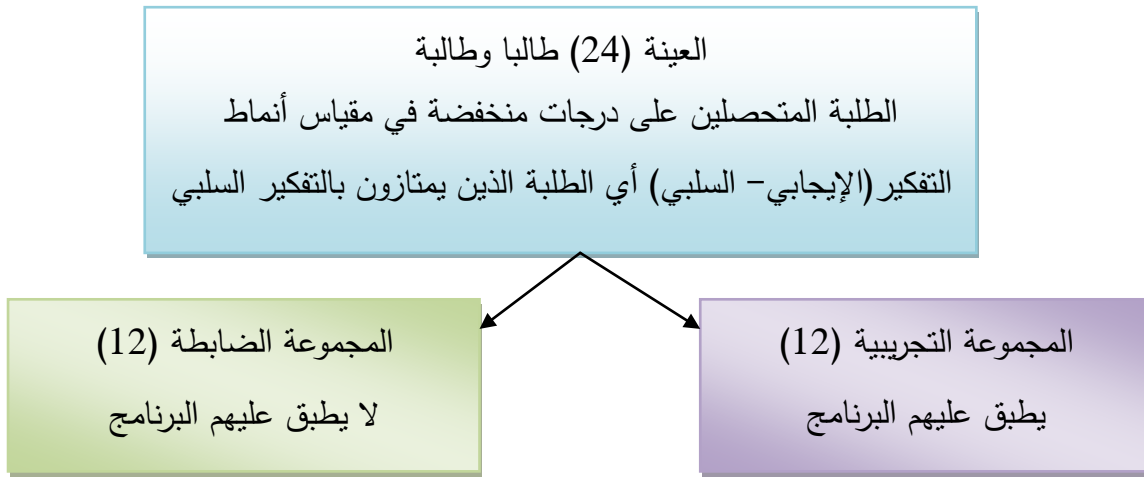 العينة (24) طالبا وطالبة
الطلبة المتحصلين على درجات منخفضة في مقياس أنماط
التفكير(الإيجابي- السلبي) أي الطلبة الذين يمتازون بالتفكير السلبي
المجموعة التجريبية (12)
يطبق عليهم البرنامج
المجموعة الضابطة (12)
لا يطبق عليهم البرنامج